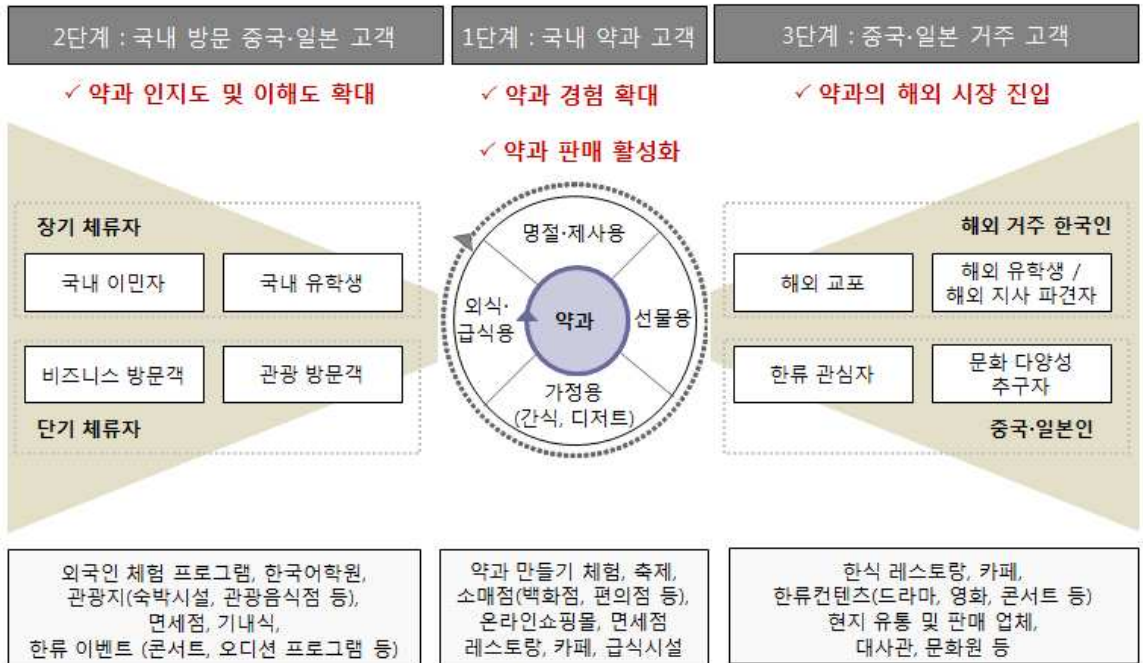 2단계 : 국내 방문 중국·일본 고객
✓ 약과 인지도 및 이해도 확대
장기 체류자
국내 이민자
국내 유학생
비즈니스 방문객
관광 방문객
단기 체류자
외국인 체험 프로그램, 한국어학원,
관광지(숙박시설, 관광음식점 등),
면세점, 기내식,
한류 이벤트 (콘서트, 오디션 프로그램 등)
1단계 : 국내 약과 고객
✓ 약과 경험 확대
✓ 약과 판매 활성화
명절·제사용
외식·
급식용
약과
선물용
가정용
(간식, 디저트)
약과 만들기 체험, 축제,
소매점(백화점, 편의점 등),
온라인쇼핑몰, 면세점
레스토랑, 카페, 급식시설
3단계 : 중국·일본 거주 고객
✓ 약과의 해외 시장 진입
해외 거주 한국인
해외 교포
해외 유학생 /
해외 지사 파견자
한류 관심자
문화 다양성
추구자
중국·일본인
한식 레스토랑, 카페,
한류컨텐츠(드라마, 영화, 콘서트 등)
현지 유통 및 판매 업체,
대사관, 문화원 등